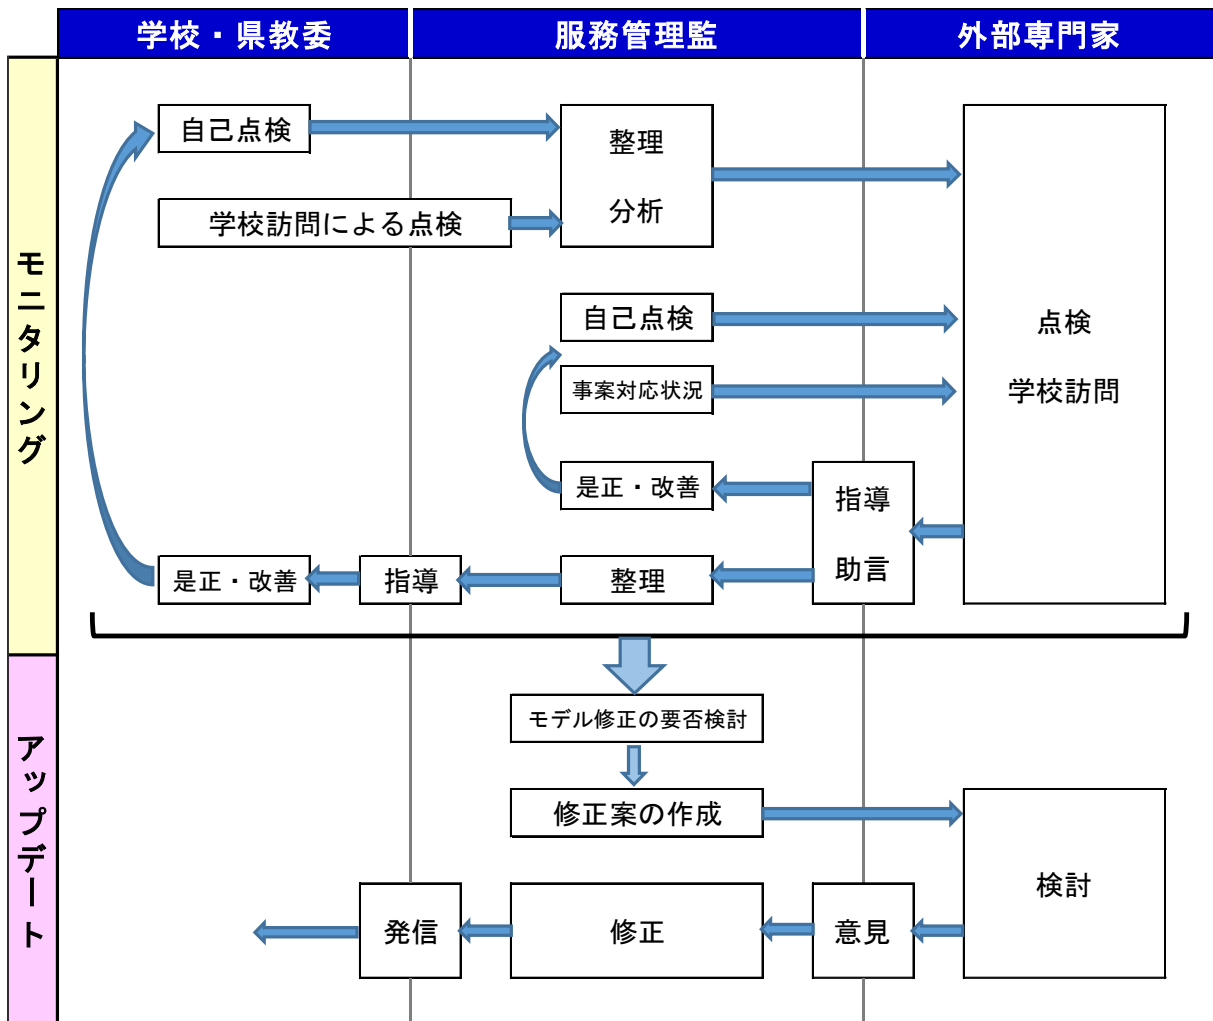 学校・県教委
服務管理監
外部専門家
モニタリング
自己点検
整理
分析
学校訪問による点検
自己点検
点検
学校訪問
事案対応状況
是正・改善
指導
助言
是正・改善
指導
整理
アップデート
モデル修正の要否検討
修正案の作成
検討
発信
修正
意見